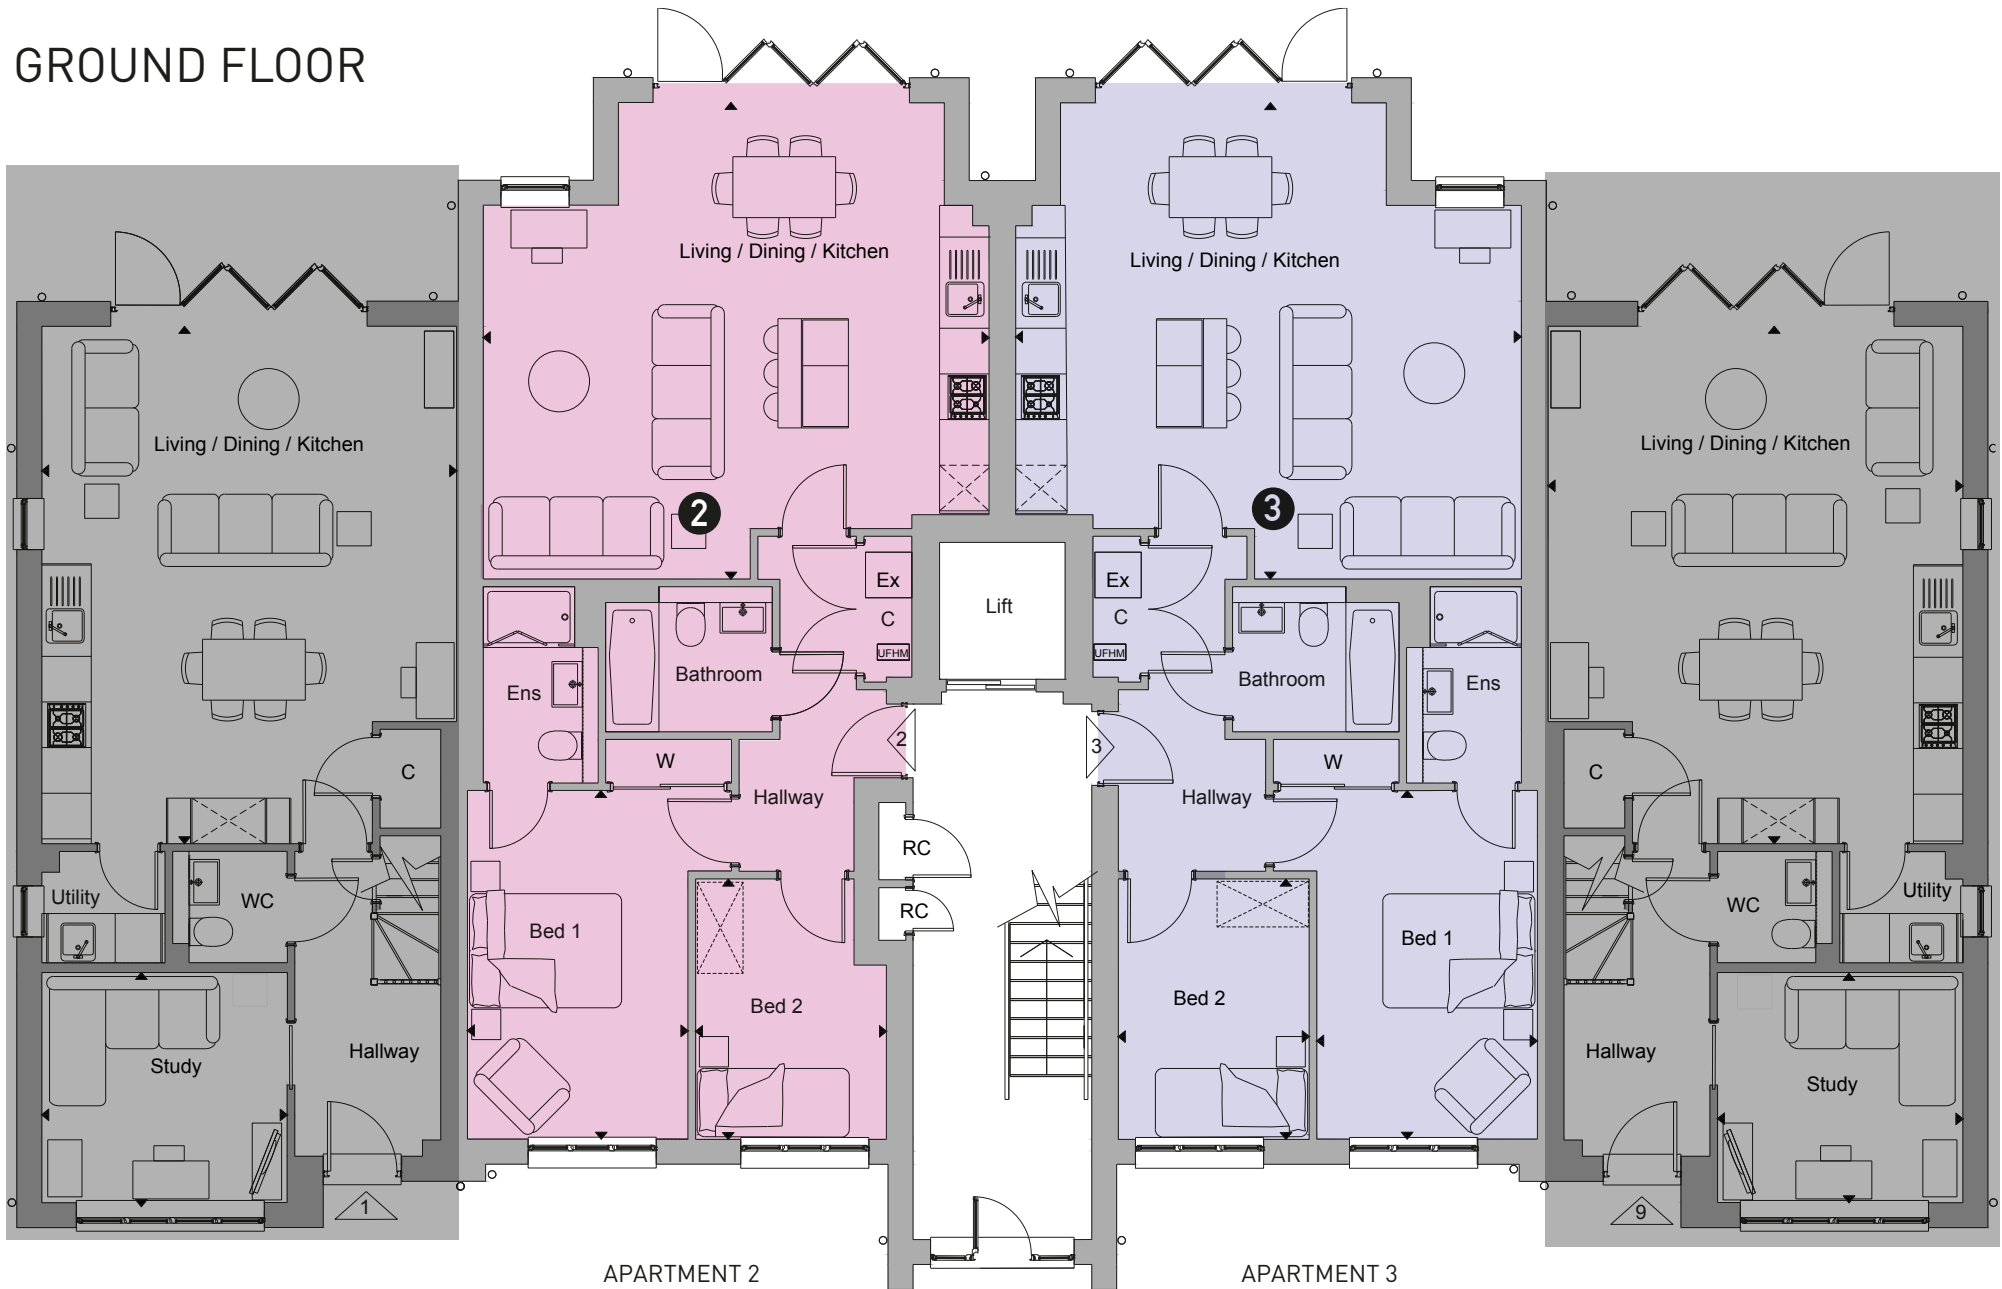 GROUND FLOOR
Living / Dining / Kitchen
Living / Dining / Kitchen
Living / Dining / Kitchen
Living / Dining / Kitchen
2
3
Ex
C
UFHM
Lift
Ex
C
UFHM
Bathroom
Ens
Bathroom
Ens
2
3
W
W
C
C
Hallway
Hallway
RC
RC
Utility
WC
WC
Utility
Bed 1
Bed 2
Bed 2
Bed 1
Study
Hallway
Hallway
Study
1
9
APARTMENT 2
APARTMENT 3